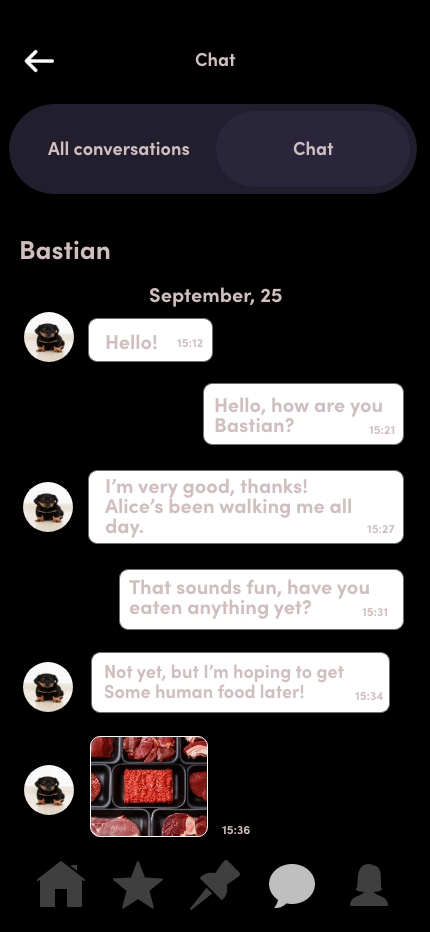 Chat
All conversations
Chat
Bastian
September, 25
Hello!
15:12
Hello, how are you
Bastian?
15:21
I'm very good, thanks!
Alice's been walking me all
day.
15:27
That sounds fun, have you
eaten anything yet?
15:31
Not yet, but I'm hoping to get
Some human food later!
15:34
15:36